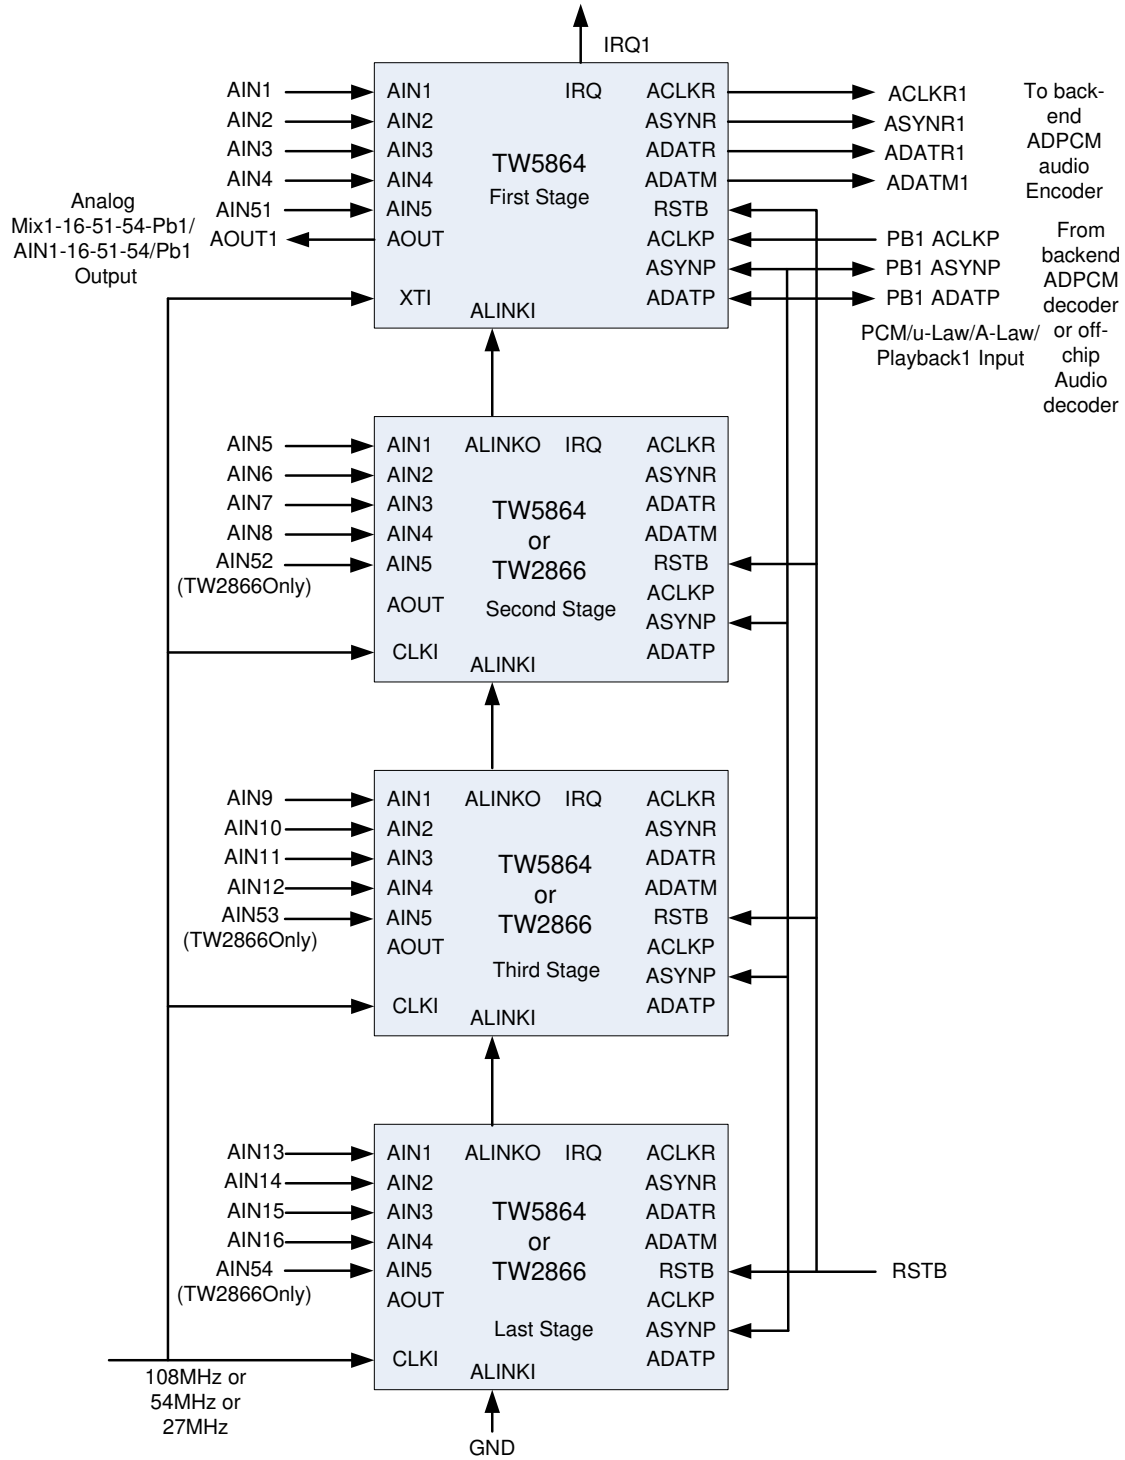 IRQ1
AIN1 AIN1 IRQ ACLKR ACLKR1
AIN2 AIN2 ASYNR ASYNR1
AIN3 AIN3 ADATR ADATR1
AIN4 AIN4 ADATM ADATM1
AIN51 AIN5 RSTB
AOUT1 AOUT ACLKP PB1 ACLKP
ASYNP PB1 ASYNP
XTI ADATP PB1 ADATP
ALINKI
TW5864
First Stage
To back-
end
ADPCM
audio
Encoder
Analog
Mix1-16-51-54-Pb1/
AIN1-16-51-54/Pb1
Output
From
backend
ADPCM
decoder
or off-
chip
Audio
decoder
PCM/u-Law/A-Law/
Playback1 Input
AIN5 AIN1 ALINKO IRQ ACLKR
AIN6 AIN2 ASYNR
AIN7 AIN3 ADATR
AIN8 AIN4 ADATM
AIN52 AIN5 RSTB
(TW2866Only)
ACLKP
AOUT ASYNP
CLKI ADATP
ALINKI
TW5864
or
TW2866
Second Stage
AIN9 AIN1 ALINKO IRQ ACLKR
AIN10 AIN2 ASYNR
AIN11 AIN3 ADATR
AIN12 AIN4 ADATM
AIN53 AIN5 RSTB
(TW2866Only)
AOUT ACLKP
ASYNP
CLKI ADATP
ALINKI
TW5864
or
TW2866
Third Stage
AIN13 AIN1 ALINKO IRQ ACLKR
AIN14 AIN2 ASYNR
AIN15 AIN3 ADATR
AIN16 AIN4 ADATM
AIN54 AIN5 RSTB RSTB
(TW2866Only)
AOUT ACLKP
ASYNP
CLKI ADATP
ALINKI
TW5864
or
TW2866
Last Stage
108MHz or
54MHz or
27MHz
GND